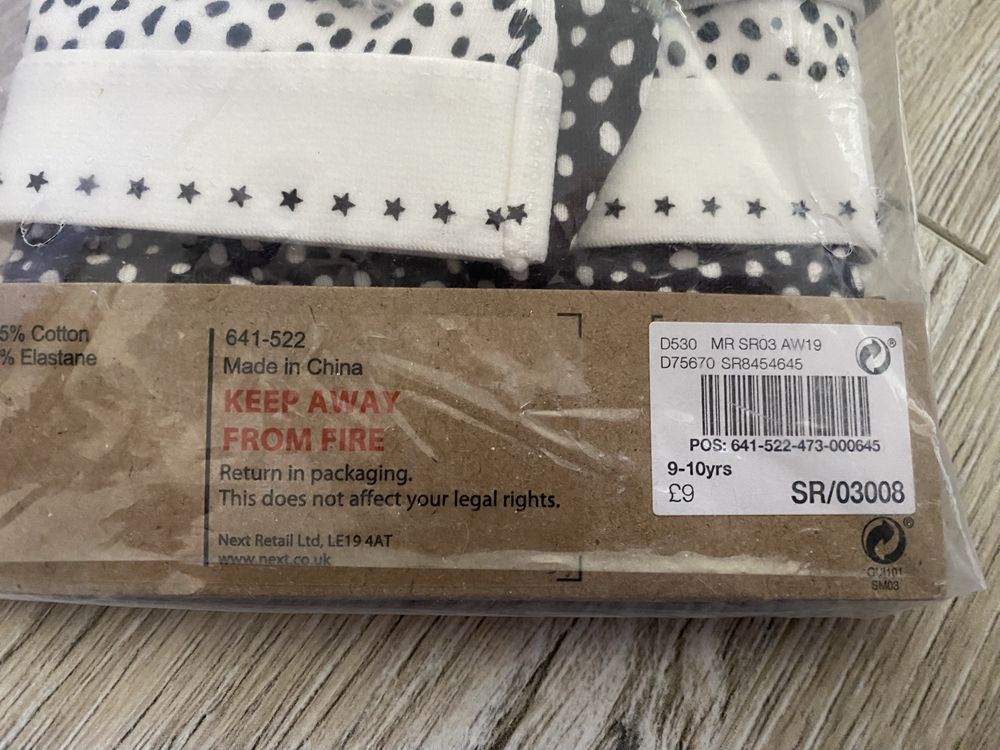 5% Cotton
% Elastane
641-522
Made in China
KEEP AWAY
FROM FIRE
Return in packaging.
This does not affect your legal rights.
Next Retail Ltd, LE19 4AT
www.next.co.uk
D530 MR SR03 AW19
D75670 SR8454645
POS: 641-522-473-000645
9-10yrs
£9 SR/03008
®
®
SM03